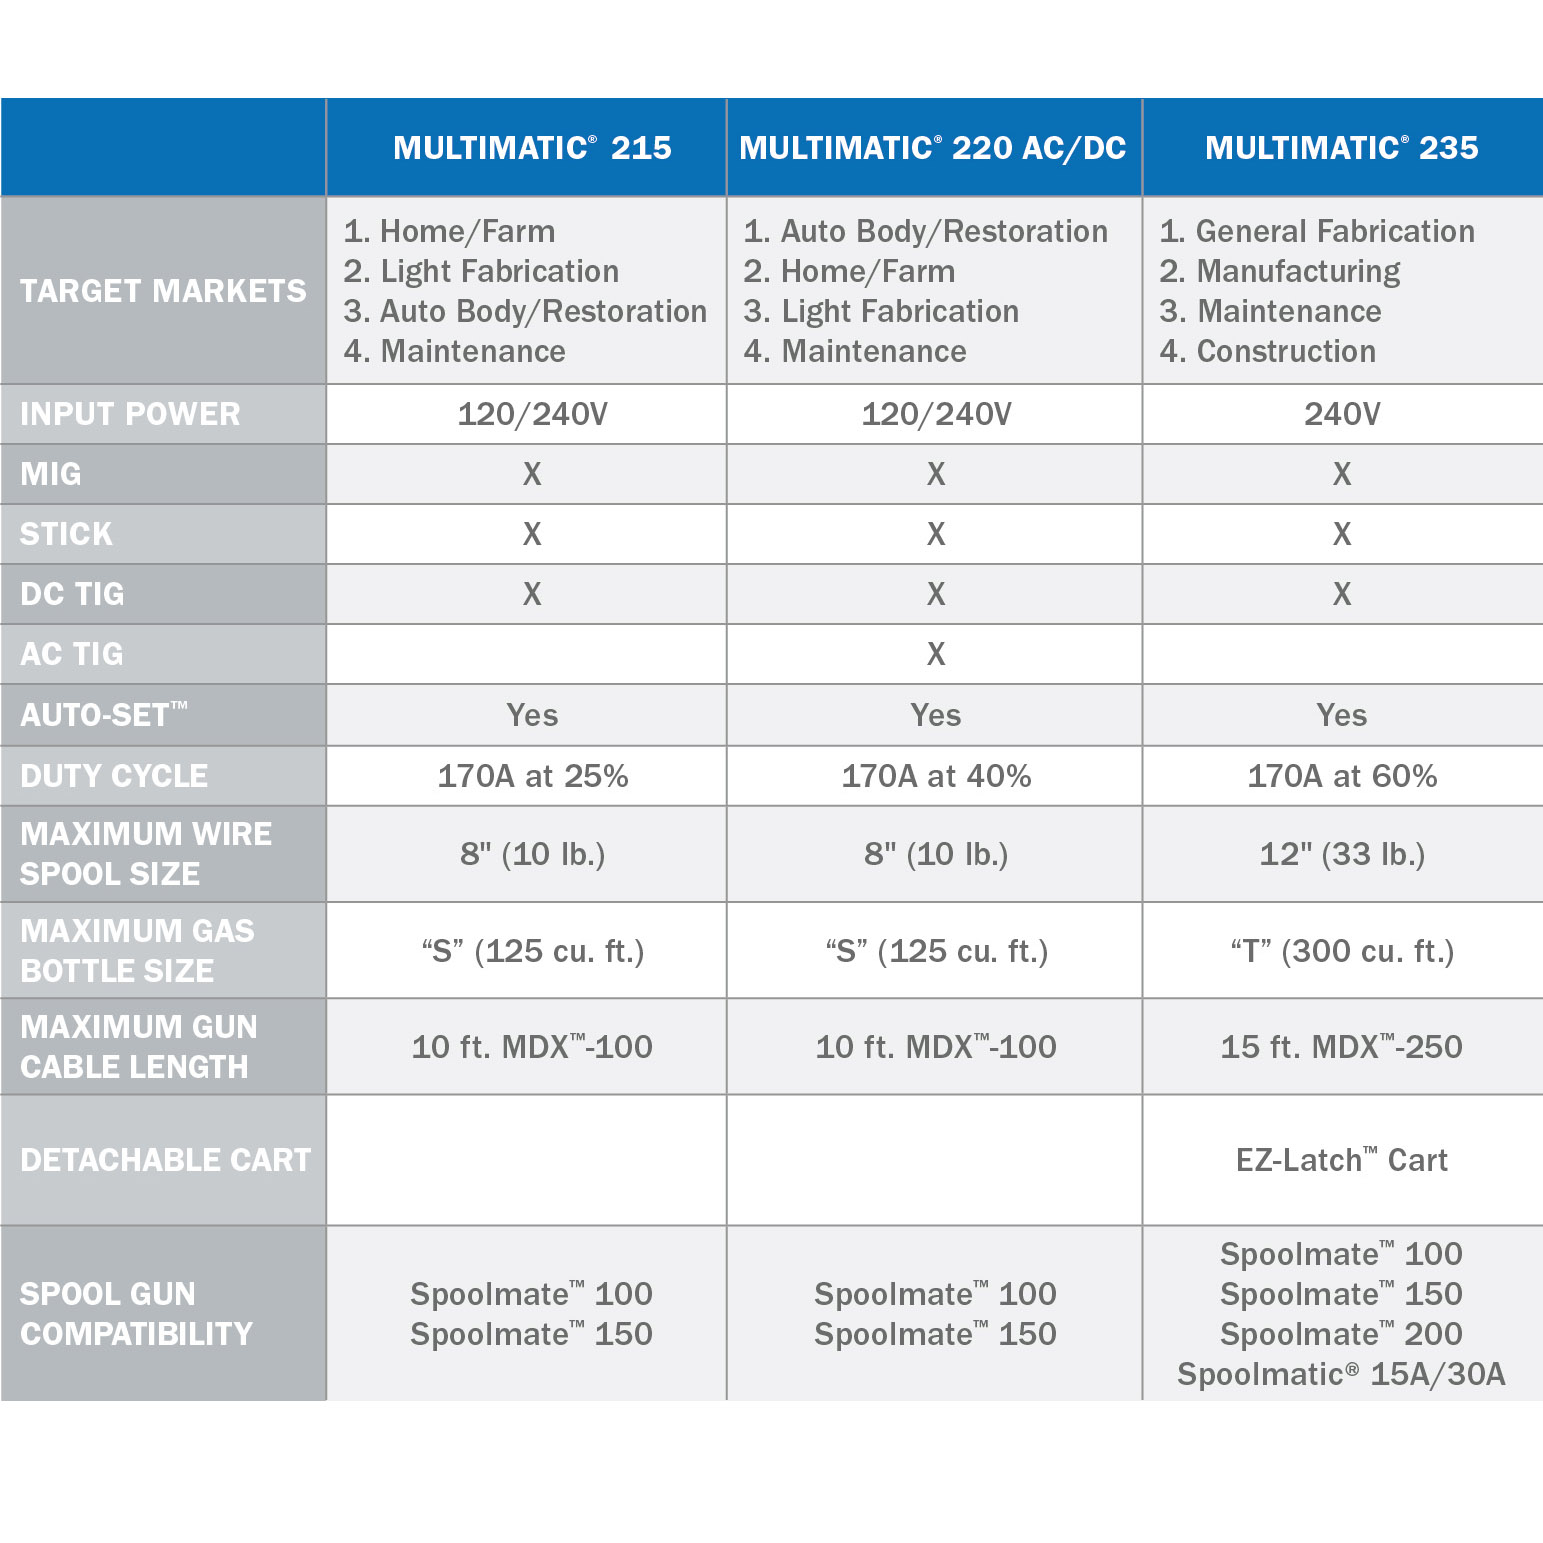 MULTIMATIC® 215 MULTIMATIC® 220 AC/DC MULTIMATIC® 235
TARGET MARKETS
1. Home/Farm
2. Light Fabrication
3. Auto Body/Restoration
4. Maintenance
1. Auto Body/Restoration
2. Home/Farm
3. Light Fabrication
4. Maintenance
1. General Fabrication
2. Manufacturing
3. Maintenance
4. Construction
INPUT POWER 120/240V 120/240V 240V
MIG X X X
STICK X X X
DC TIG X X X
AC TIG X
AUTO-SET™ Yes Yes Yes
DUTY CYCLE 170A at 25% 170A at 40% 170A at 60%
MAXIMUM WIRE
SPOOL SIZE
8" (10 lb.) 8" (10 lb.) 12" (33 lb.)
MAXIMUM GAS
BOTTLE SIZE
“S” (125 cu. ft.) “S” (125 cu. ft.) “T” (300 cu. ft.)
MAXIMUM GUN
CABLE LENGTH
10 ft. MDX™-100 10 ft. MDX™-100 15 ft. MDX™-250
DETACHABLE CART EZ-Latch™ Cart
SPOOL GUN
COMPATIBILITY
Spoolmate™ 100
Spoolmate™ 150
Spoolmate™ 100
Spoolmate™ 150
Spoolmate™ 100
Spoolmate™ 150
Spoolmate™ 200
Spoolmatic® 15A/30A